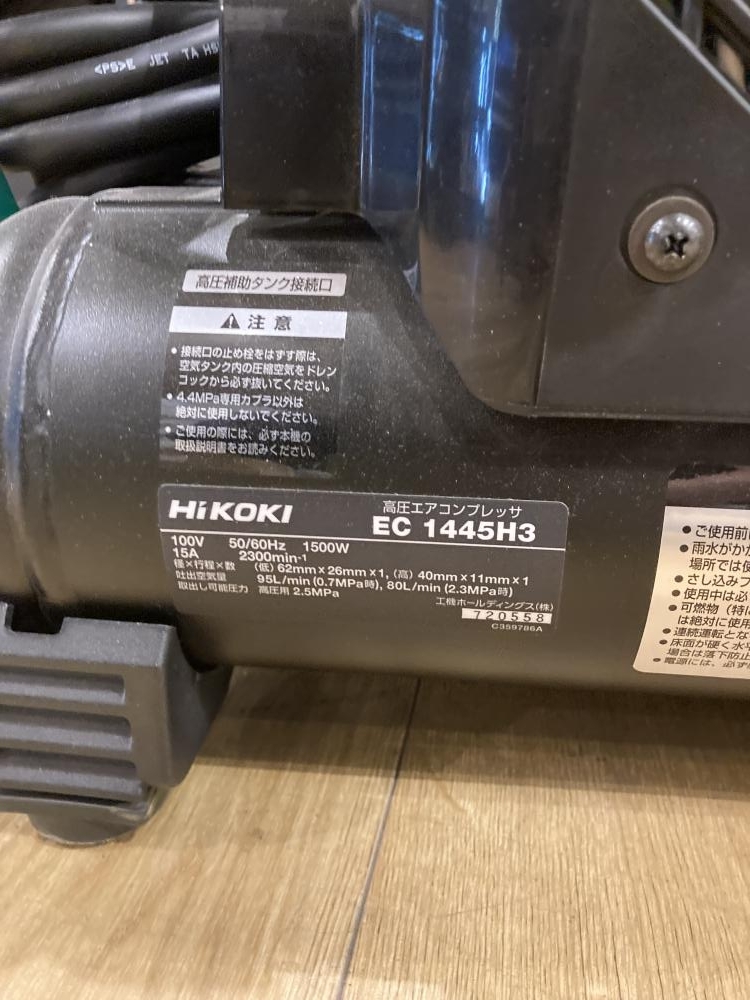 <PS>E JET TA HS
高圧補助タンク接続口
注意
• 接続口の止め栓をはずす際は、
空気タンク内の圧縮空気をドレン
コックから必ず抜いてください。
• 4.4MPa専用カプラ以外は
絶対に使用しないでください。
• ご使用の際には、必ず本機の
取扱説明書をお読みください。
HiKOKI
高圧エアコンプレッサ
EC 1445H3
100V 50/60Hz 1500W
15A 2300min-1
径×行程×数 (低) 62mm×26mm×1, (高) 40mm×11mm×1
吐出空気量 95L/min (0.7MPa時), 80L/min (2.3MPa時)
取出し可能圧力 高圧用 2.5MPa
工機ホールディングス(株)
720558
C359786A
• ご使用前
• 雨水がか
場所では使
• さし込みプ
• 使用中は必
• 可燃物(特に
は絶対に使用
• 連続運転とな
• 床面が硬く水平
場合は落下防止
• 電源には、必ず